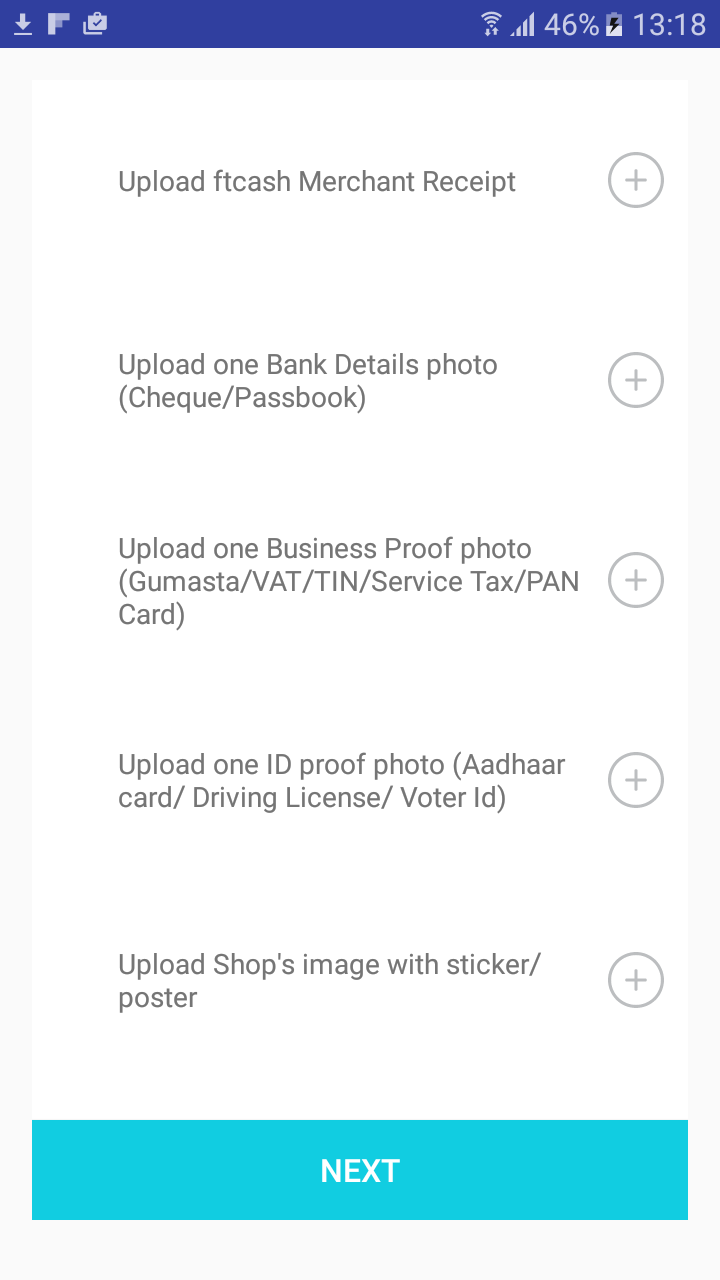 46% 13:18
Upload ftcash Merchant Receipt
Upload one Bank Details photo
(Cheque/Passbook)
Upload one Business Proof photo
(Gumasta/VAT/TIN/Service Tax/PAN
Card)
Upload one ID proof photo (Aadhaar
card/ Driving License/ Voter Id)
Upload Shop's image with sticker/
poster
NEXT